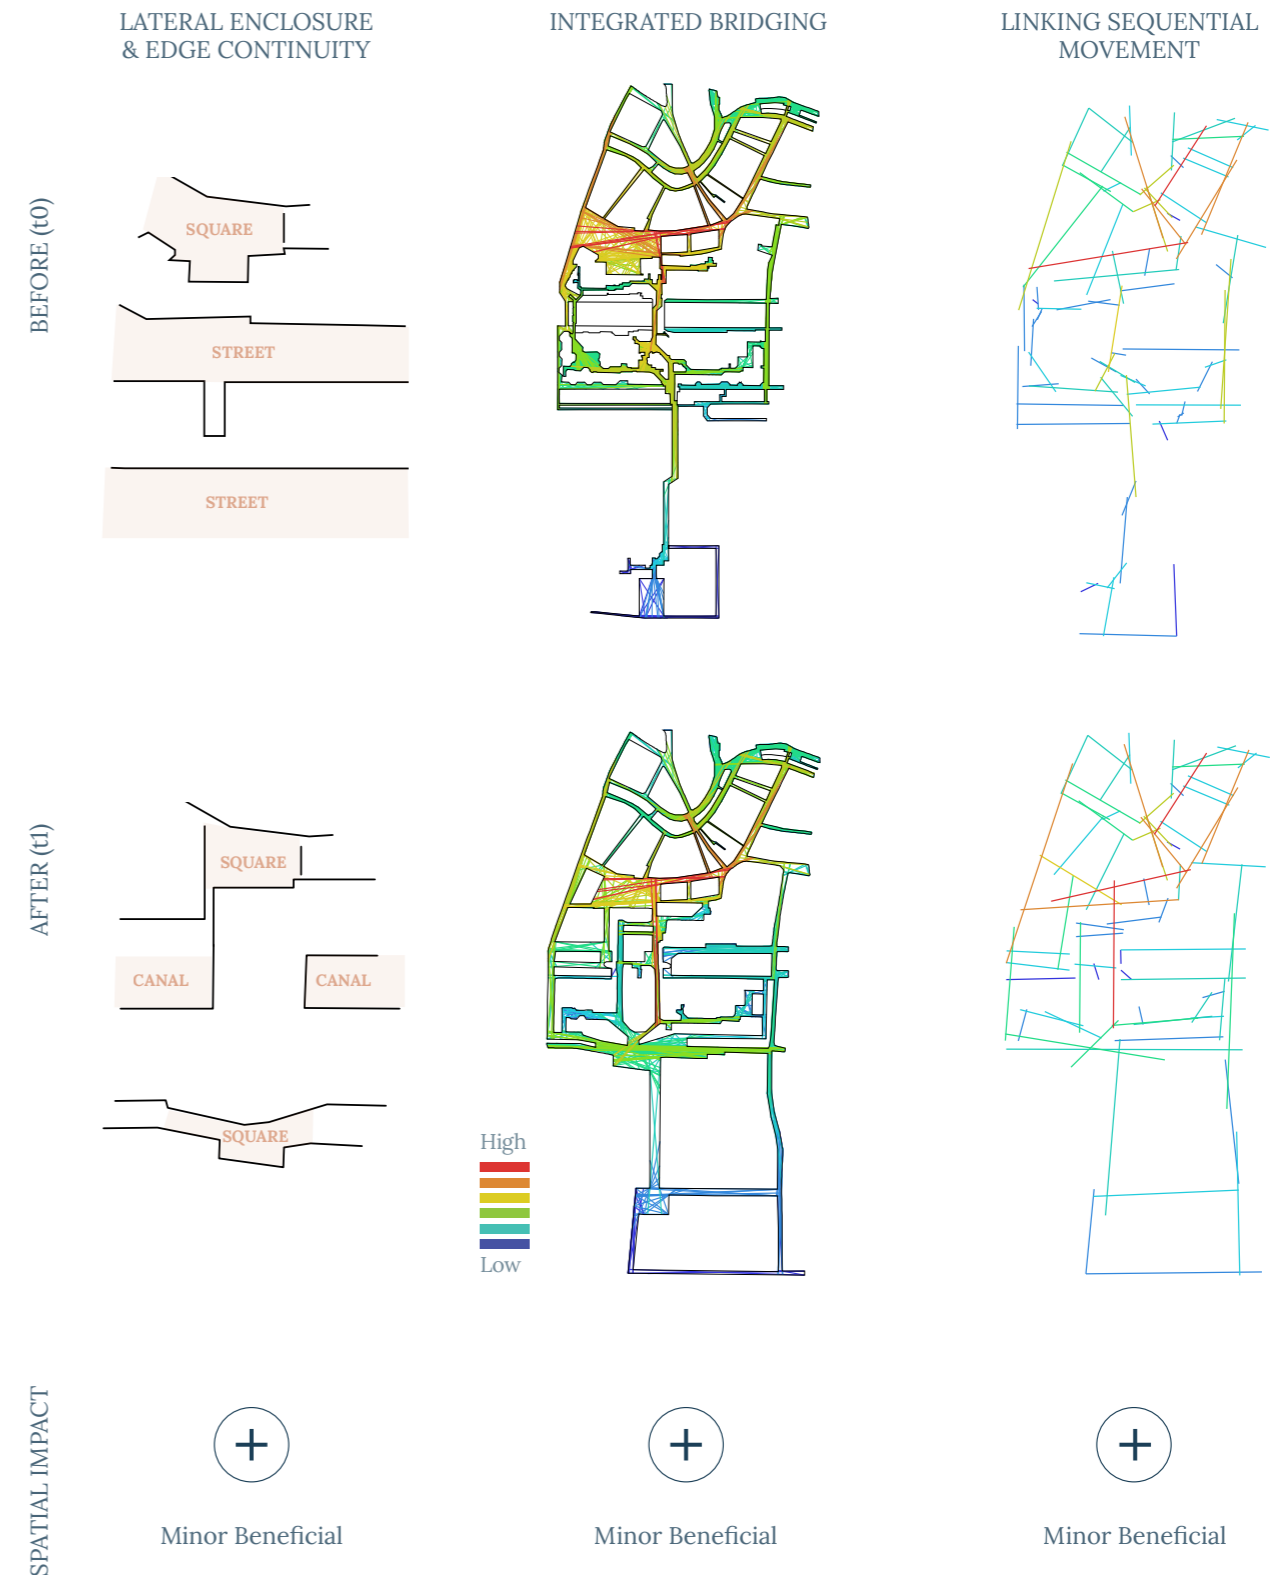 LATERAL ENCLOSURE
& EDGE CONTINUITY
INTEGRATED BRIDGING
LINKING SEQUENTIAL
MOVEMENT
BEFORE (t0)
SQUARE
STREET
STREET
AFTER (t1)
SQUARE
CANAL
CANAL
SQUARE
High
Low
SPATIAL IMPACT
Minor Beneficial
Minor Beneficial
Minor Beneficial